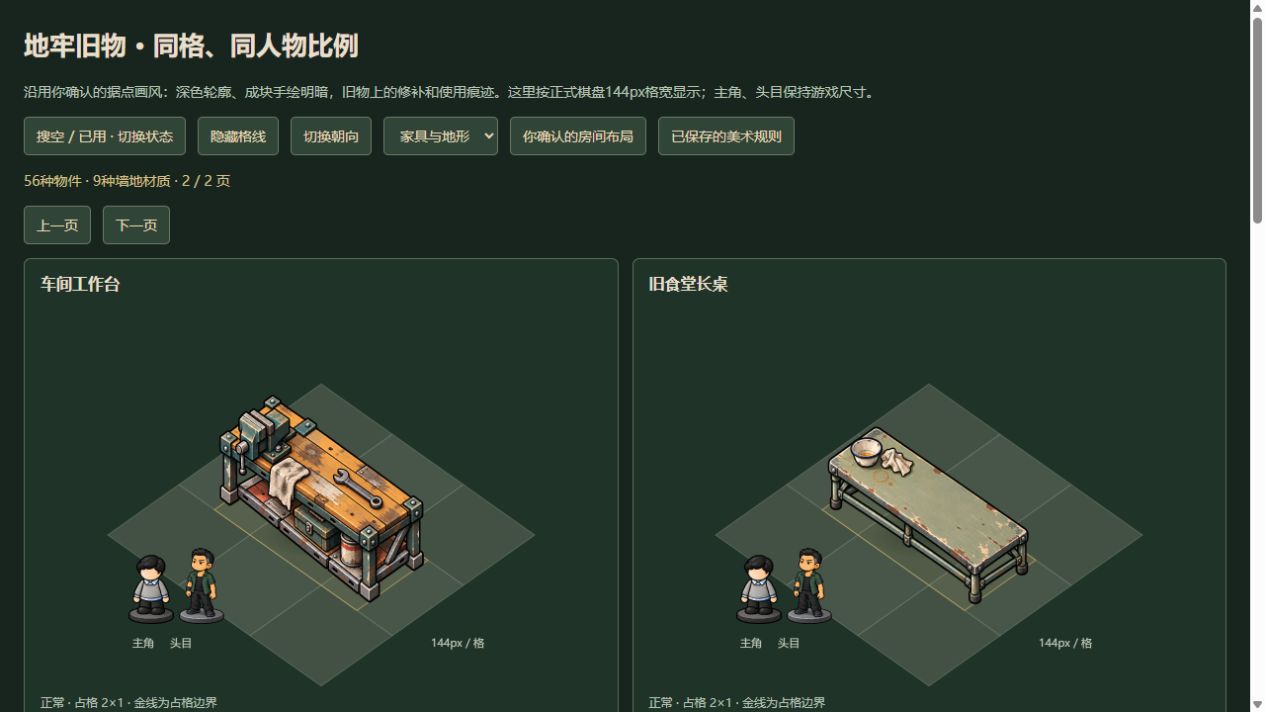 地牢旧物 · 同格、同人物比例
沿用你确认的据点画风：深色轮廓、成块手绘明暗，旧物上的修补和使用痕迹。这里按正式棋盘144px格宽显示；主角、头目保持游戏尺寸。
搜空 / 已用 · 切换状态 隐藏格线 切换朝向 家具与地形 你确认的房间布局 已保存的美术规则
56种物件 · 9种墙地材质 · 2 / 2 页
上一页 下一页
车间工作台
主角 头目 144px / 格
正常 · 占格 2×1 · 金线为占格边界
旧食堂长桌
主角 头目 144px / 格
正常 · 占格 2×1 · 金线为占格边界